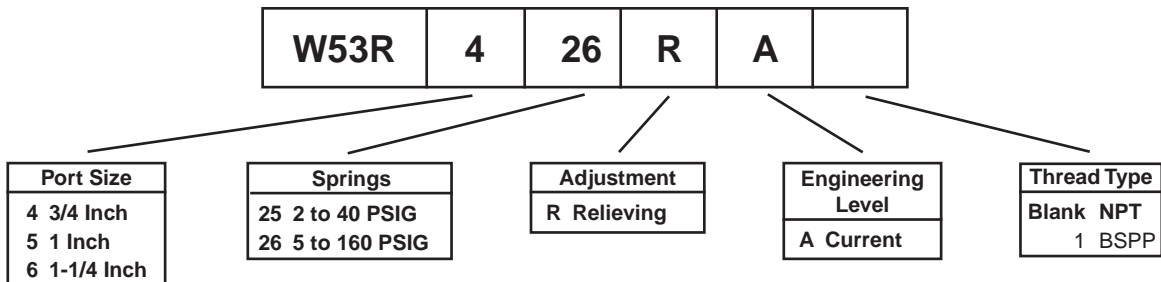 W53R 4 26 R A
Port Size
4 3/4 Inch
5 1 Inch
6 1-1/4 Inch
Springs
25 2 to 40 PSIG
26 5 to 160 PSIG
Adjustment
R Relieving
Engineering
Level
A Current
Thread Type
Blank NPT
1 BSPP